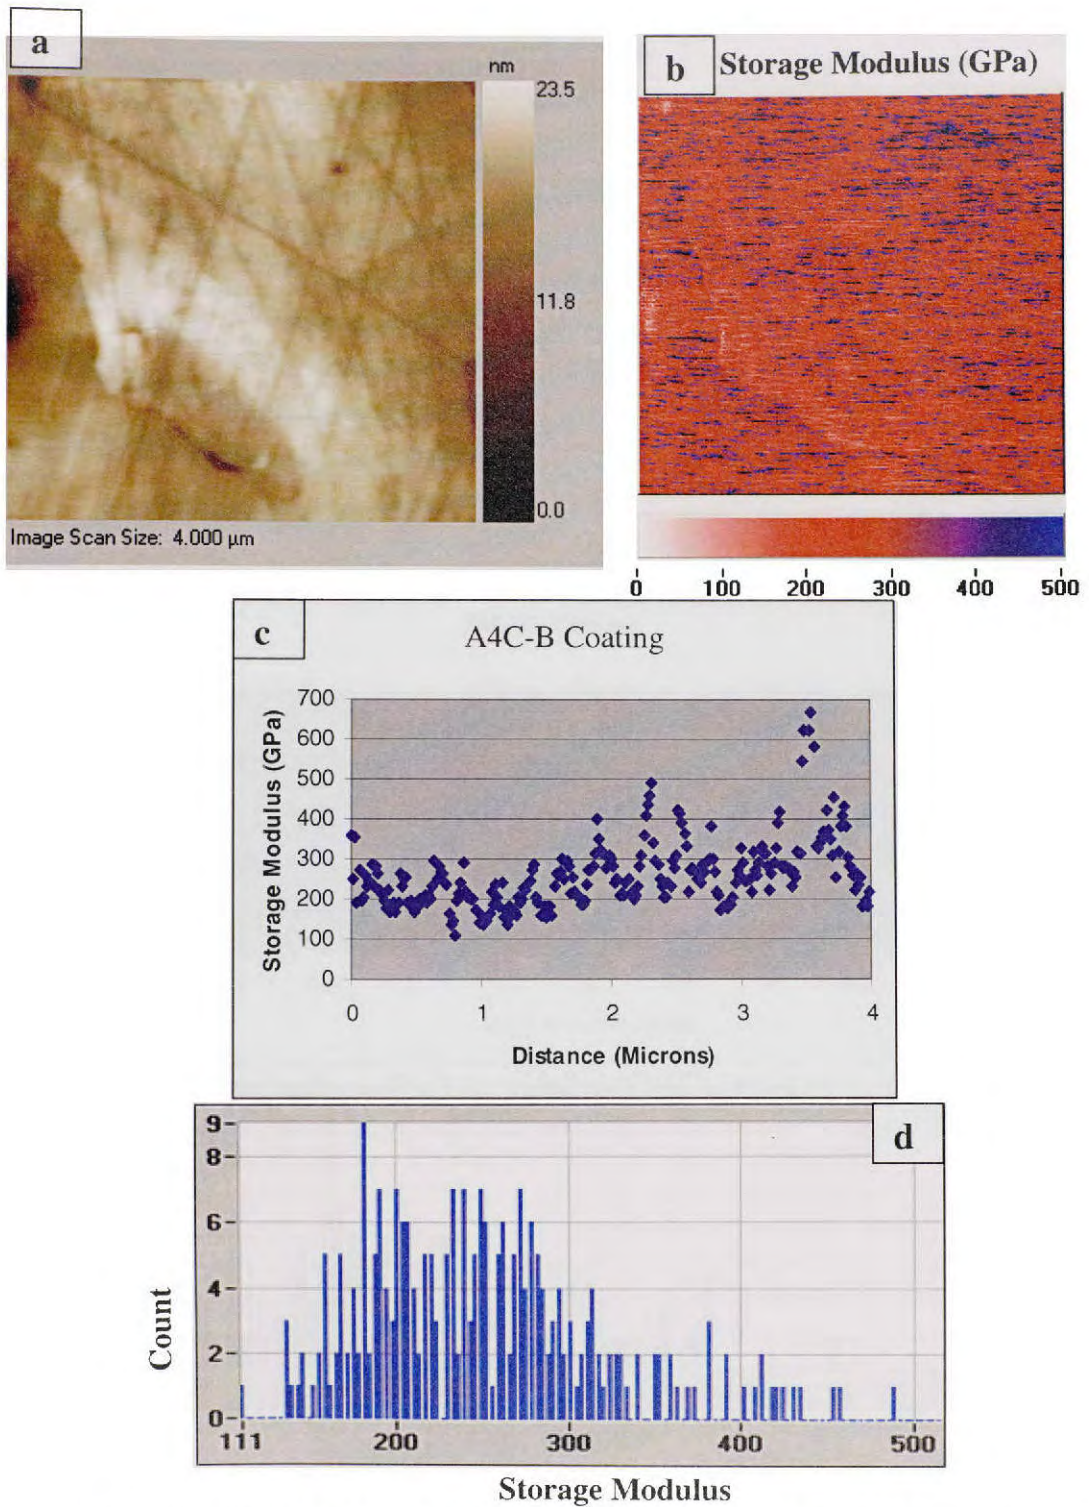 a
nm
23.5
11.8
0.0
Image Scan Size: 4.000 µm
b
Storage Modulus (GPa)
0 100 200 300 400 500
c
A4C-B Coating
Storage Modulus (GPa)
700
600
500
400
300
200
100
0
0 1 2 3 4
Distance (Microns)
d
Count
9
8
6
4
2
0
111 200 300 400 500
Storage Modulus